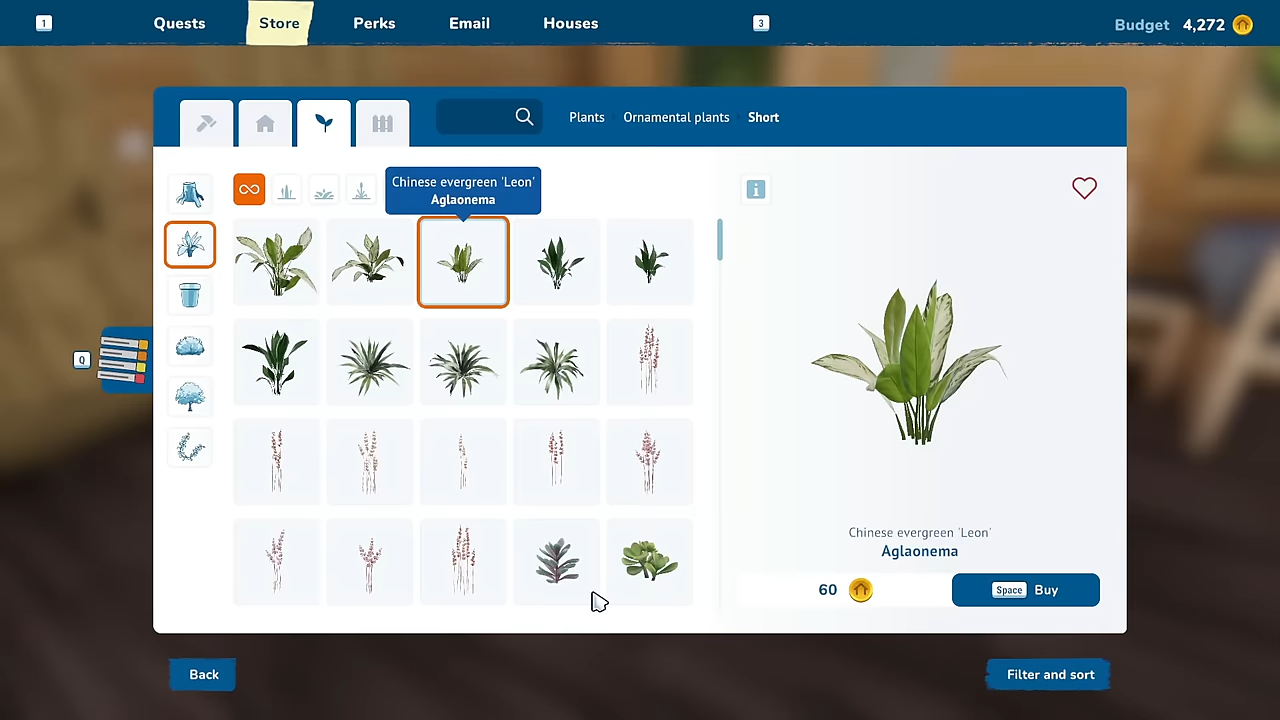 1
Quests
Store
Perks
Email
Houses
3
Budget 4,272
Plants
Ornamental plants
Short
Chinese evergreen 'Leon'
Aglaonema
Q
Chinese evergreen 'Leon'
Aglaonema
60
Space Buy
Back
Filter and sort